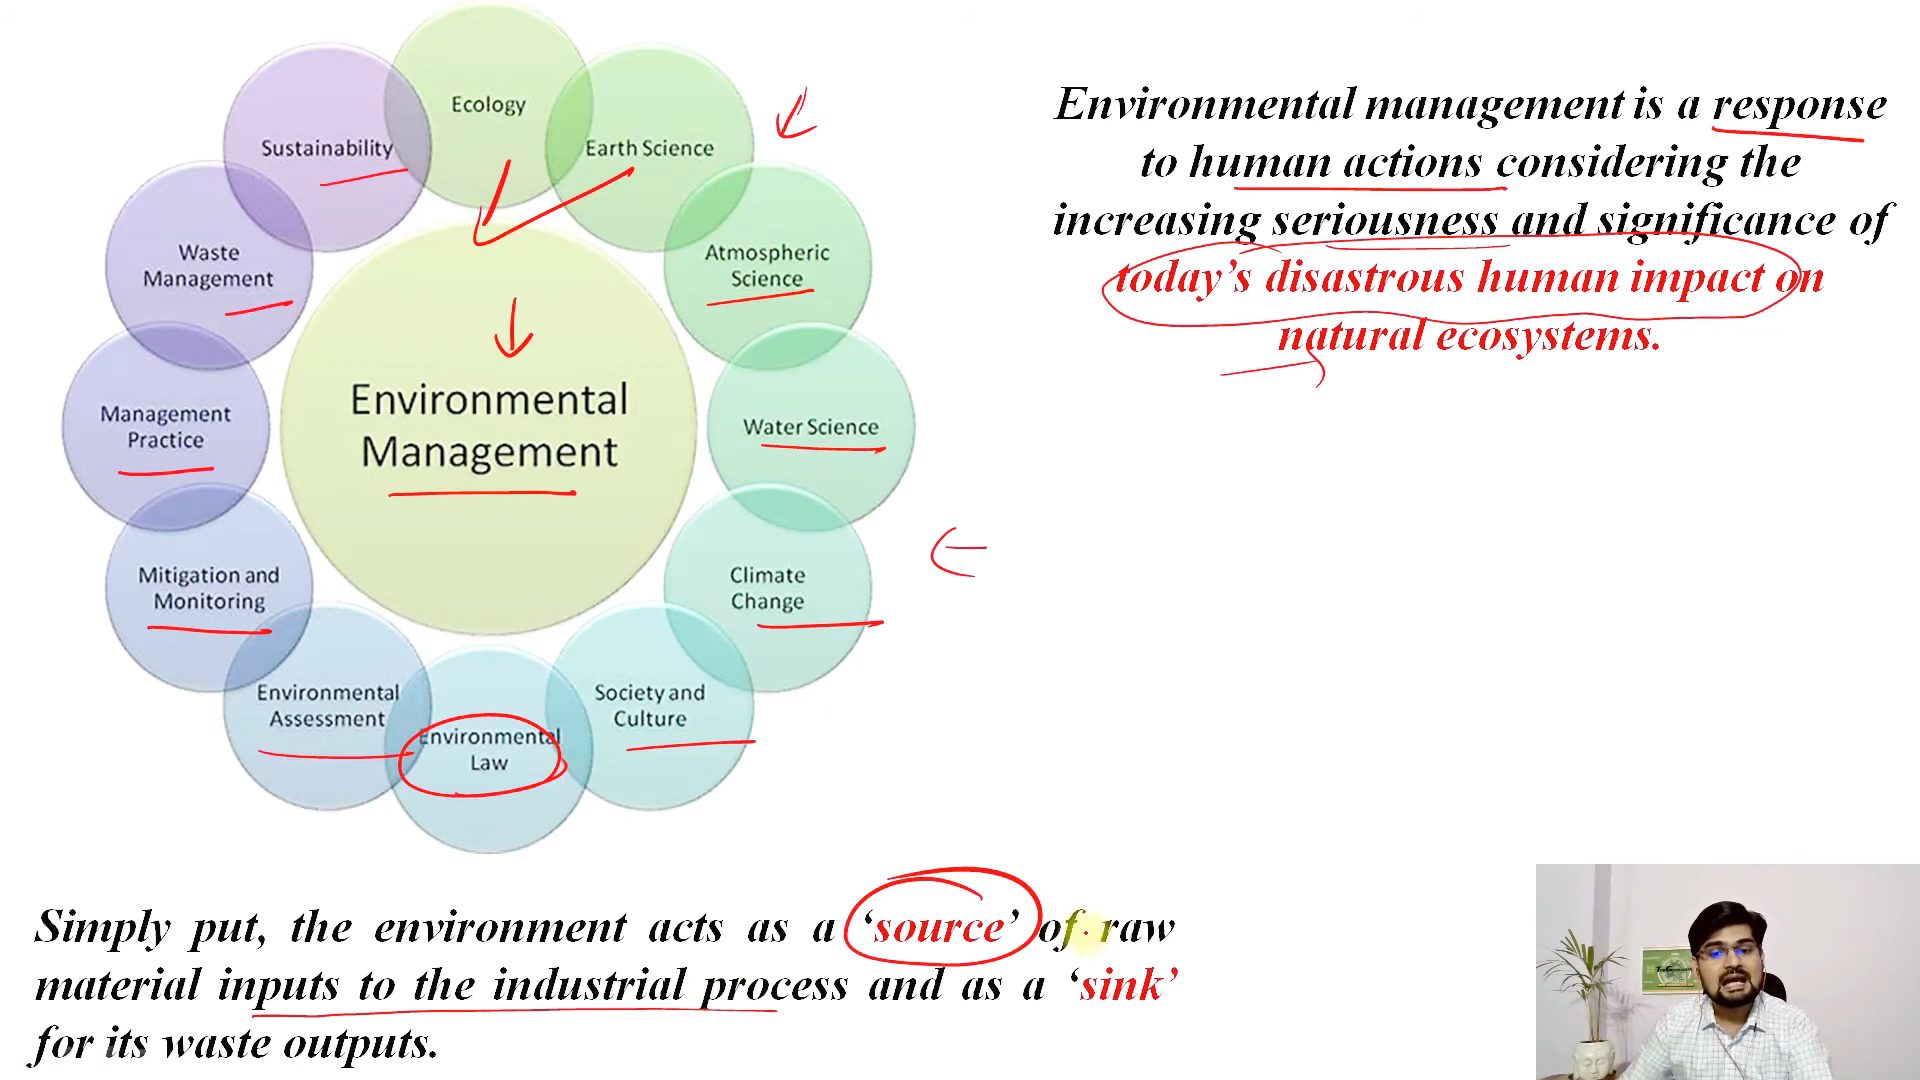 Ecology
Earth Science
Atmospheric
Science
Water Science
Climate
Change
Society and
Culture
Environmental
Law
Environmental
Assessment
Mitigation and
Monitoring
Management
Practice
Waste
Management
Sustainability
Environmental
Management
Environmental management is a response
to human actions considering the
increasing seriousness and significance of
today's disastrous human impact on
natural ecosystems.
Simply put, the environment acts as a ‘source’ of raw
material inputs to the industrial process and as a ‘sink’
for its waste outputs.